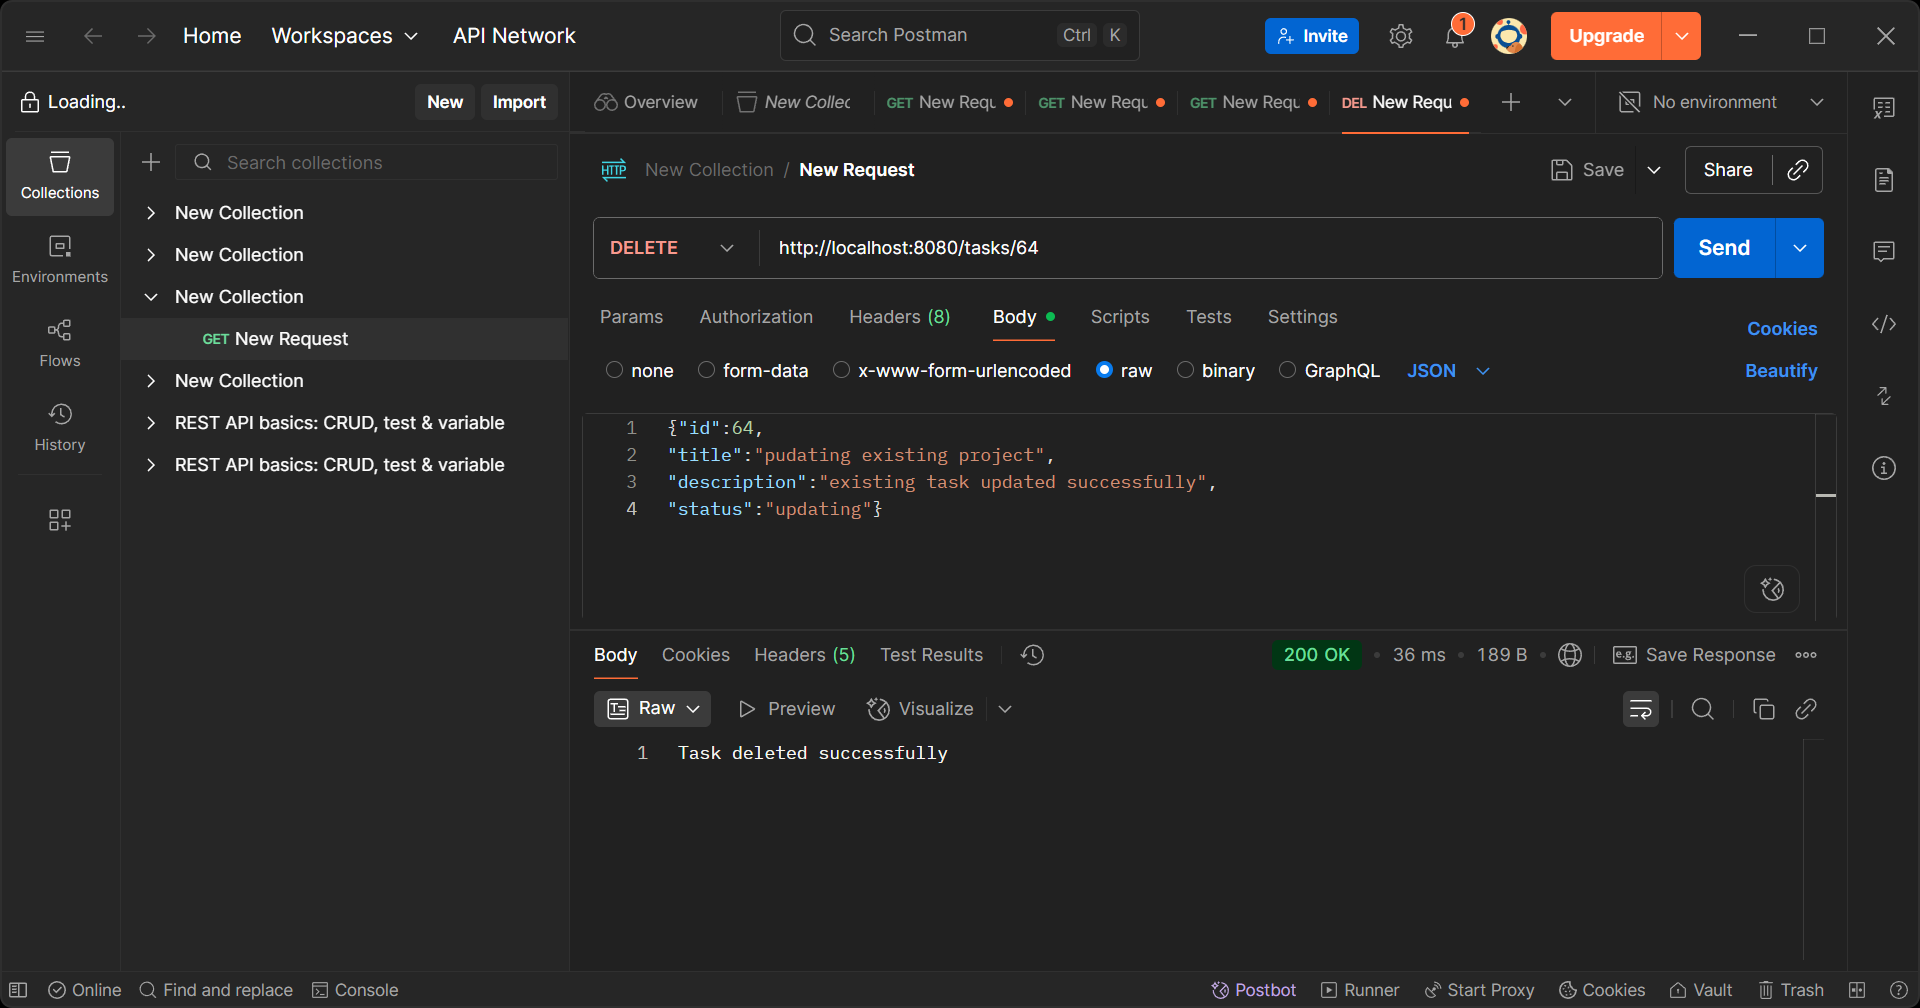 Home Workspaces API Network Search Postman Ctrl K Invite 1 Upgrade
Loading.. New Import Overview New Collec GET New Requ GET New Requ GET New Requ DEL New Requ No environment
Collections
Environments
Flows
History
Search collections
New Collection
New Collection
New Collection
GET New Request
New Collection
REST API basics: CRUD, test & variable
REST API basics: CRUD, test & variable
HTTP New Collection / New Request Save Share
DELETE http://localhost:8080/tasks/64 Send
Params Authorization Headers (8) Body Scripts Tests Settings Cookies
none form-data x-www-form-urlencoded raw binary GraphQL JSON Beautify
1 {"id":64,
2 "title":"pudating existing project",
3 "description":"existing task updated successfully",
4 "status":"updating"}
Body Cookies Headers (5) Test Results 200 OK • 36 ms • 189 B • e.g. Save Response
Raw Preview Visualize
1 Task deleted successfully
Online Find and replace Console Postbot Runner Start Proxy Cookies Vault Trash